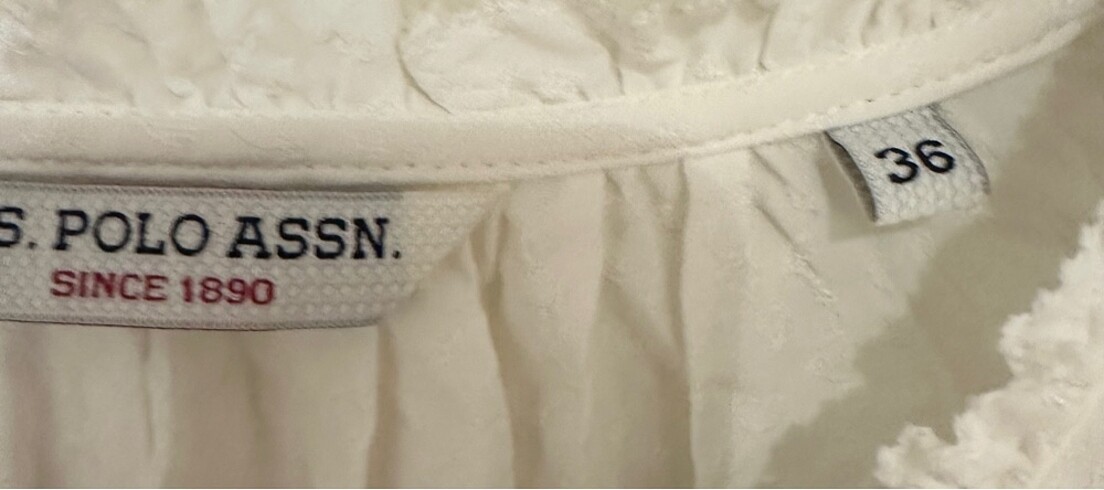 S. POLO ASSN.
SINCE 1890
36